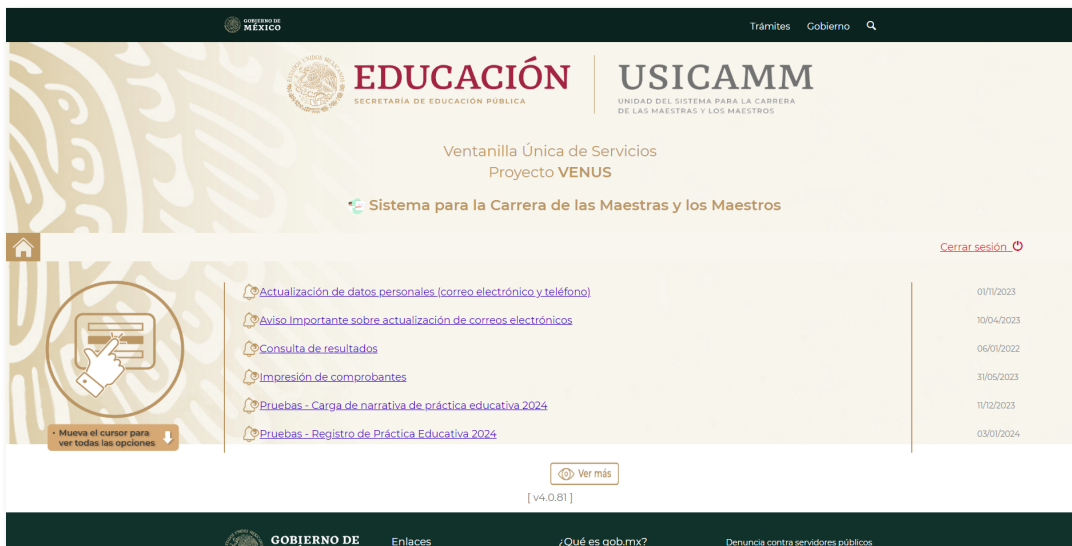 GOBIERNO DE
MÉXICO
Trámites
Gobierno
EDUCACIÓN
SECRETARÍA DE EDUCACIÓN PÚBLICA
USICAMM
UNIDAD DEL SISTEMA PARA LA CARRERA
DE LAS MAESTRAS Y LOS MAESTROS
Ventanilla Única de Servicios
Proyecto VENUS
Sistema para la Carrera de las Maestras y los Maestros
Cerrar sesión
Actualización de datos personales (correo electrónico y teléfono) 01/11/2023
Aviso Importante sobre actualización de correos electrónicos 10/04/2023
Consulta de resultados 06/01/2022
Impresión de comprobantes 31/05/2023
Pruebas - Carga de narrativa de práctica educativa 2024 11/12/2023
Pruebas - Registro de Práctica Educativa 2024 03/01/2024
• Mueva el cursor para
ver todas las opciones
Ver más
[ v4.0.81 ]
GOBIERNO DE
Enlaces
¿Qué es gob.mx?
Denuncia contra servidores públicos